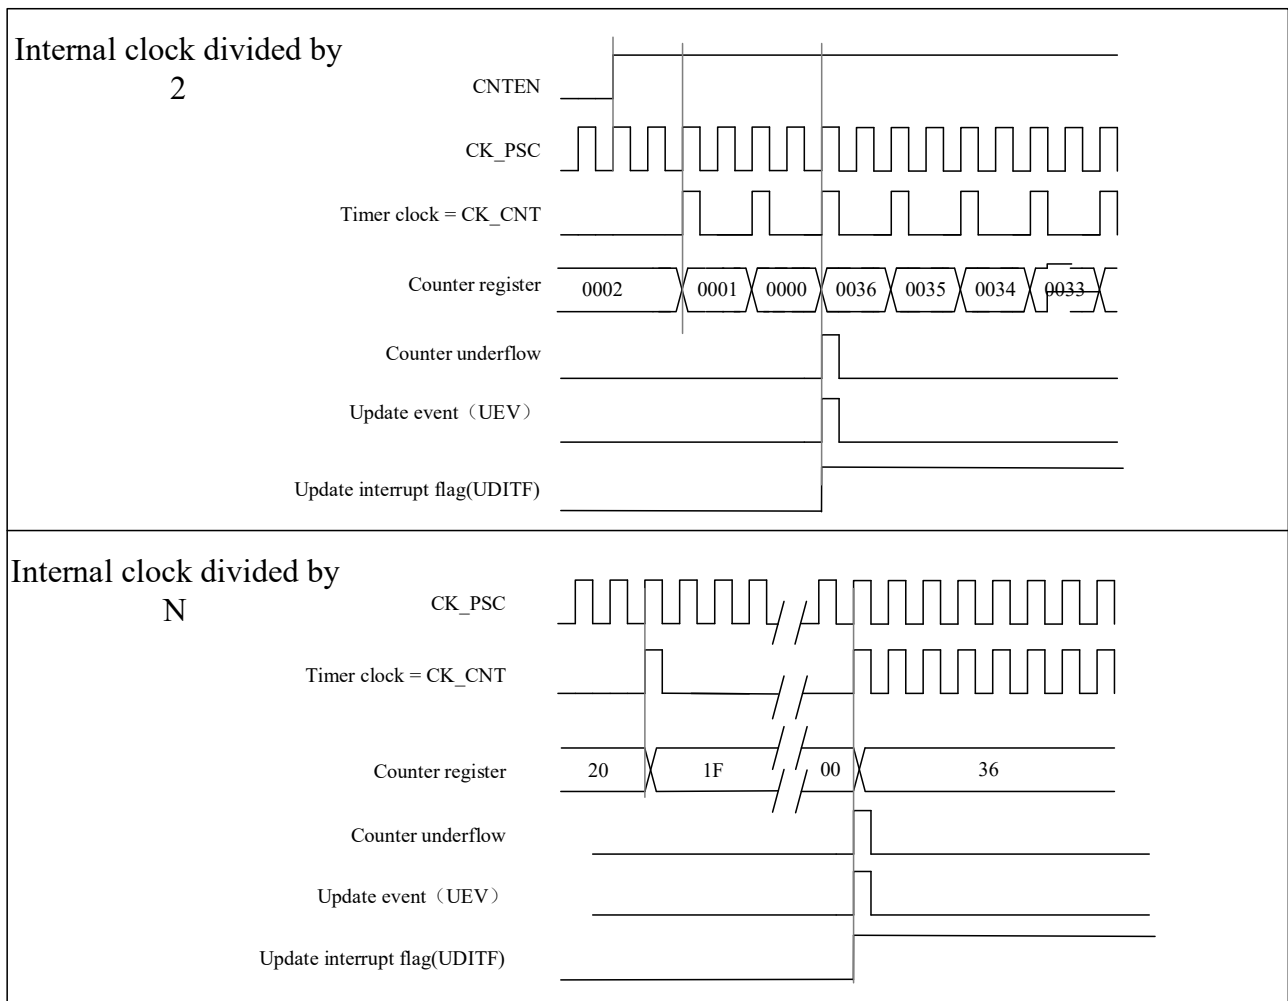 Internal clock divided by
2
CNTEN
CK_PSC
Timer clock = CK_CNT
Counter register
0002 0001 0000 0036 0035 0034 0033
Counter underflow
Update event（UEV）
Update interrupt flag(UDITF)
Internal clock divided by
N
CK_PSC
Timer clock = CK_CNT
Counter register
20 1F 00 36
Counter underflow
Update event（UEV）
Update interrupt flag(UDITF)